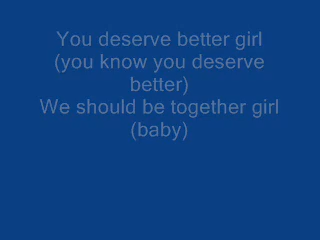 You deserve better girl
(you know you deserve
better)
We should be together girl
(baby)